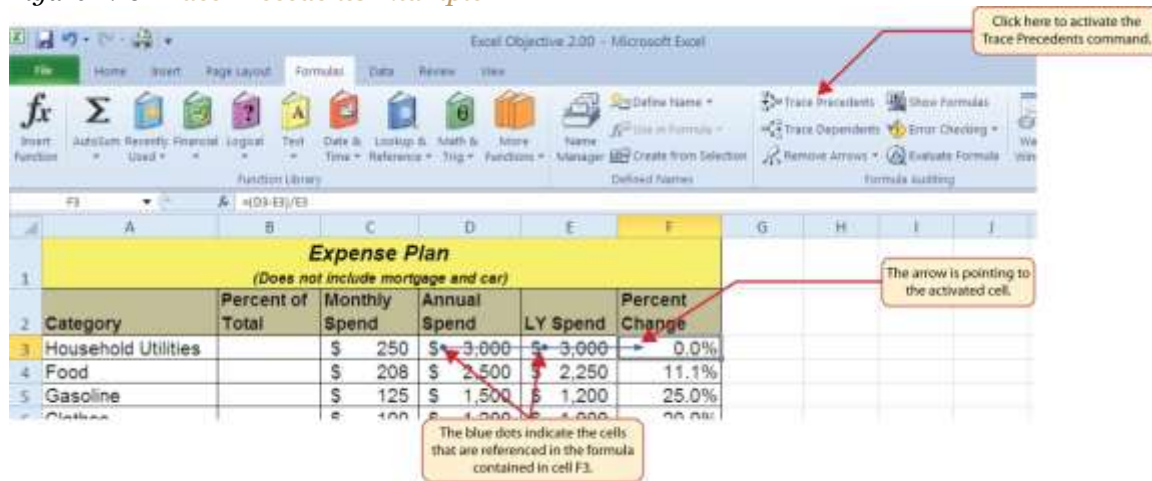 Click here to activate the
Trace Precedents command.
Excel Objective 2.00 - Microsoft Excel
File Home Insert Page Layout Formulas Data Review View
fx Σ ? A θ
Define Name Trace Precedents Show Formulas
Insert AutoSum Recently Financial Logical Text Date & Lookup & Math & More Name Use in Formula Trace Dependents Error Checking
Function Used Time Reference Trig Functions Manager Create from Selection Remove Arrows Evaluate Formula
Function Library Defined Names Formula Auditing
F3 fx =(D3-E3)/E3
A B C D E F G H I J
1 Expense Plan
(Does not include mortgage and car)
The arrow is pointing to
the activated cell.
2 Category Percent of Total Monthly Spend Annual Spend LY Spend Percent Change
3 Household Utilities $ 250 $ 3,000 $ 3,000 0.0%
4 Food $ 208 $ 2,500 $ 2,250 11.1%
5 Gasoline $ 125 $ 1,500 $ 1,200 25.0%
The blue dots indicate the cells
that are referenced in the formula
contained in cell F3.